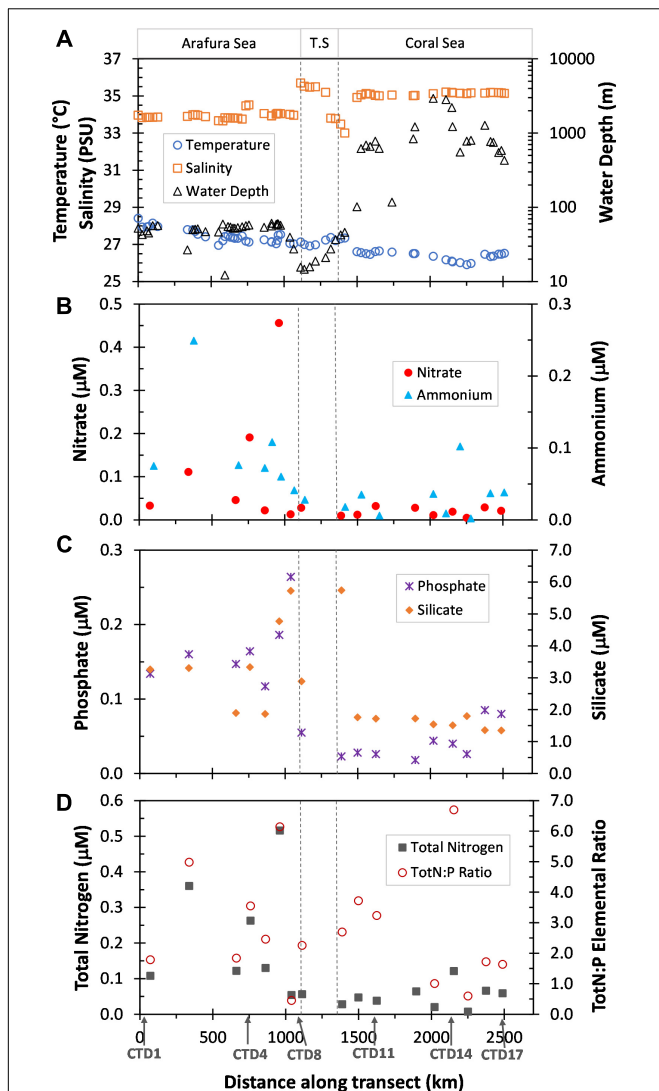 A
Arafura Sea T.S Coral Sea
37
35
33
31
29
27
25
Temperature (°C)
Salinity (PSU)
Temperature
Salinity
Water Depth
10000
1000
100
10
Water Depth (m)
B
0.5
0.4
0.3
0.2
0.1
0.0
Nitrate (µM)
Nitrate
Ammonium
0.3
0.2
0.1
0.0
Ammonium (µM)
C
0.3
0.2
0.1
0.0
Phosphate (µM)
Phosphate
Silicate
7.0
6.0
5.0
4.0
3.0
2.0
1.0
0.0
Silicate (µM)
D
0.6
0.5
0.4
0.3
0.2
0.1
0.0
Total Nitrogen (µM)
Total Nitrogen
TotN:P Ratio
7.0
6.0
5.0
4.0
3.0
2.0
1.0
0.0
TotN:P Elemental Ratio
0 500 1000 1500 2000 2500
CTD1 CTD4 CTD8 CTD11 CTD14 CTD17
Distance along transect (km)